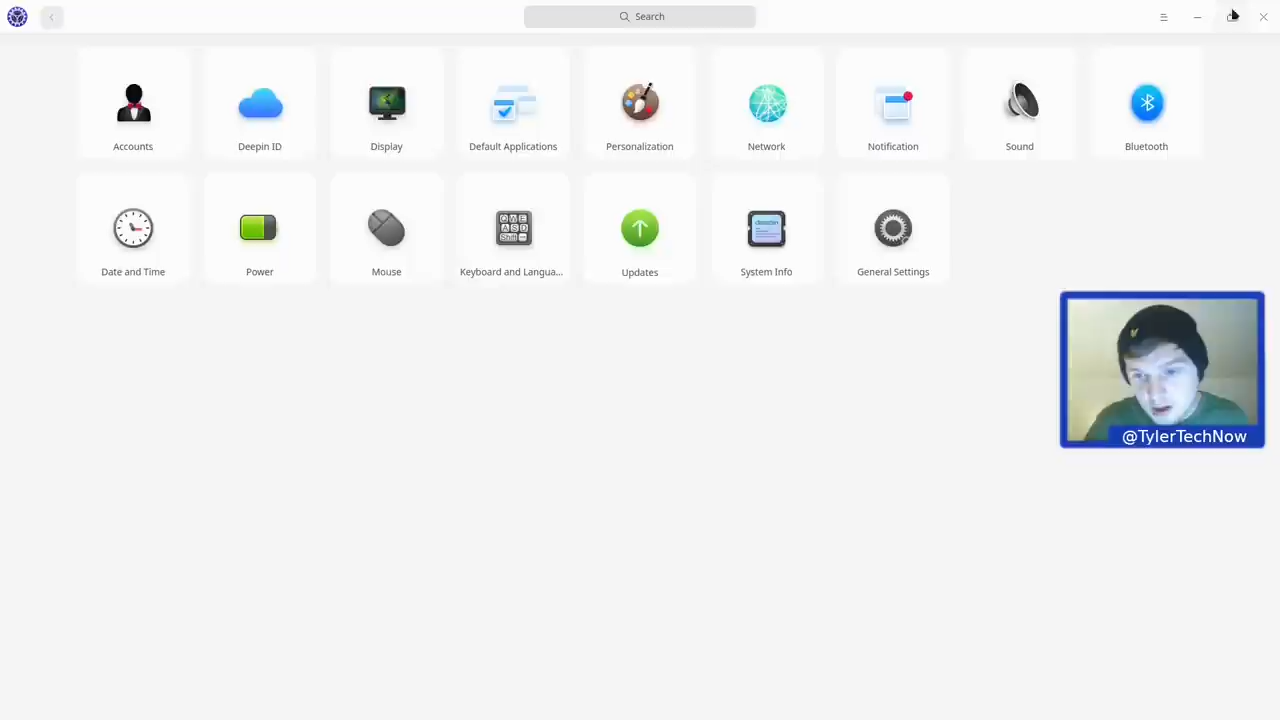 Search
Accounts
Deepin ID
Display
Default Applications
Personalization
Network
Notification
Sound
Bluetooth
Date and Time
Power
Mouse
Keyboard and Langua...
Updates
deepin
System Info
General Settings
@TylerTechNow